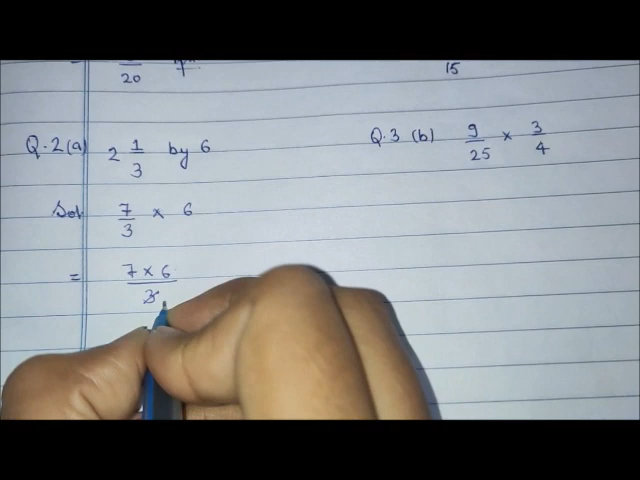 20
15
Q.2(a) 2 1/3 by 6
Q.3 (b) 9/25 × 3/4
Sol 7/3 × 6
= 7 × 6/3